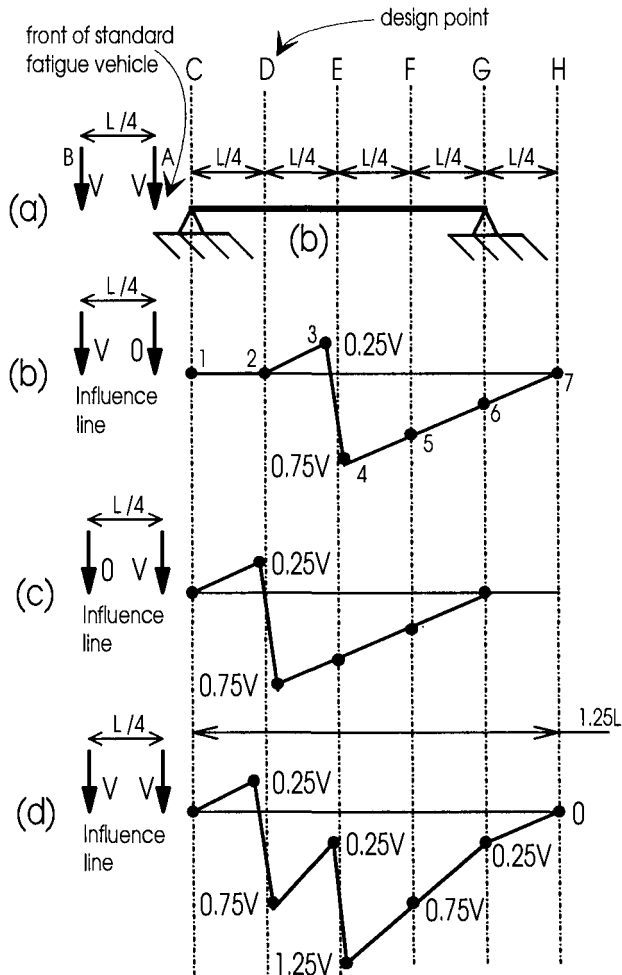 design point
front of standard
fatigue vehicle
C D E F G H
L/4
B A
L/4 L/4 L/4 L/4 L/4
V V
(a)
(b)
L/4
V 0
(b)
Influence
line
1 2 3 0.25V
0.75V 4 5 6 7
L/4
0 V
(c)
Influence
line
0.25V
0.75V
1.25L
L/4
V V
(d)
Influence
line
0.25V
0
0.25V
0.25V
0.75V
0.75V
1.25V